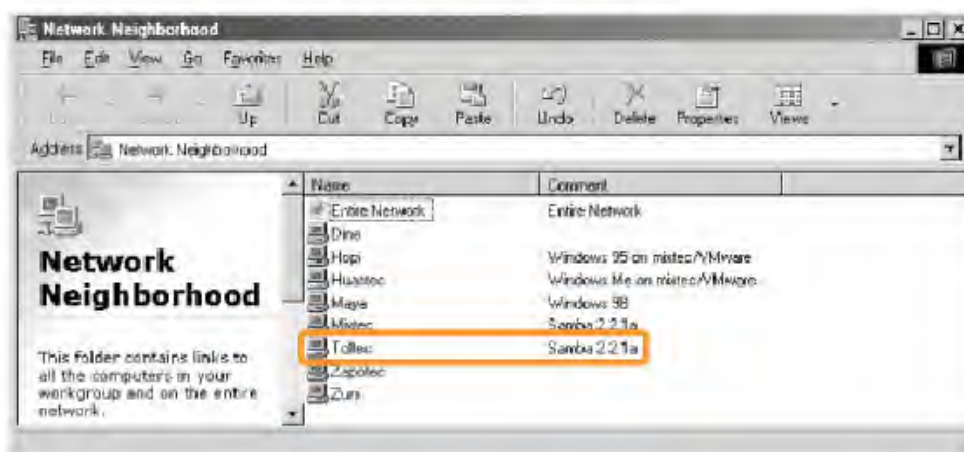 Network Neighborhood
File Edit View Go Favorites Help
Up Cut Copy Paste Undo Delete Properties Views
Address Network Neighborhood
Name Comment
Entire Network Entire Network
Dine
Hopi Windows 95 on mixtec/VMware
Huastec Windows Me on mixtec/VMware
Maya Windows 98
Mixtec Samba 2.2.1a
Toltec Samba 2.2.1a
Zapotec
Zuni
Network
Neighborhood
This folder contains links to
all the computers in your
workgroup and on the entire
network.